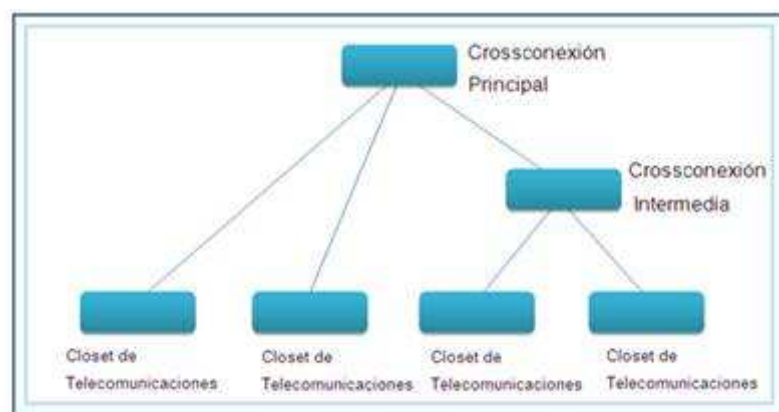 Crossconexión
Principal
Crossconexión
Intermedia
Closet de
Telecomunicaciones
Closet de
Telecomunicaciones
Closet de
Telecomunicaciones
Closet de
Telecomunicaciones